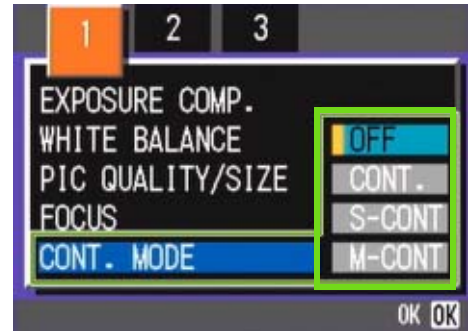 1 2 3
EXPOSURE COMP.
WHITE BALANCE OFF
PIC QUALITY/SIZE CONT.
FOCUS S-CONT
CONT. MODE M-CONT
OK OK